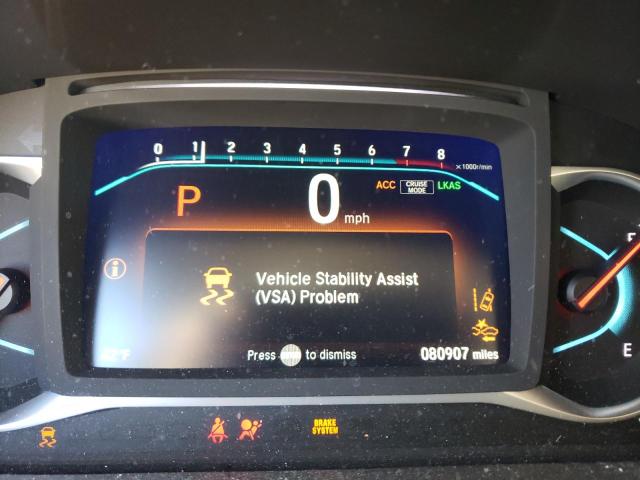 0 1 2 3 4 5 6 7 8
×1000r/min
P
0 mph
ACC CRUISE MODE LKAS
Vehicle Stability Assist
(VSA) Problem
F
E
Press to dismiss
080907 miles
BRAKE
SYSTEM